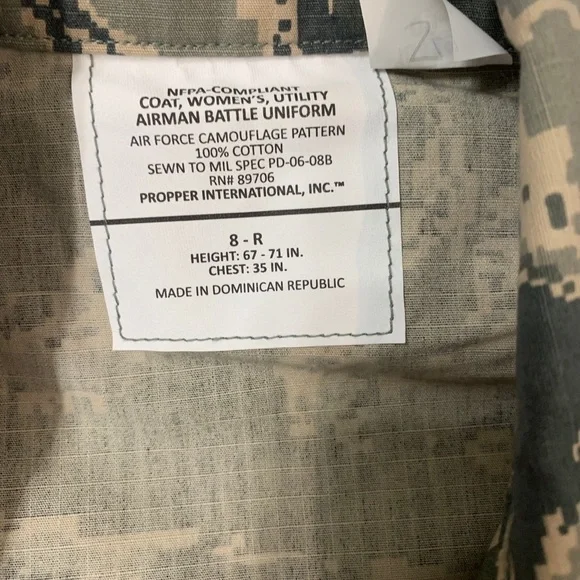 2
NFPA-COMPLIANT
COAT, WOMEN'S, UTILITY
AIRMAN BATTLE UNIFORM
AIR FORCE CAMOUFLAGE PATTERN
100% COTTON
SEWN TO MIL SPEC PD-06-08B
RN# 89706
PROPPER INTERNATIONAL, INC.™
8 - R
HEIGHT: 67 - 71 IN.
CHEST: 35 IN.
MADE IN DOMINICAN REPUBLIC